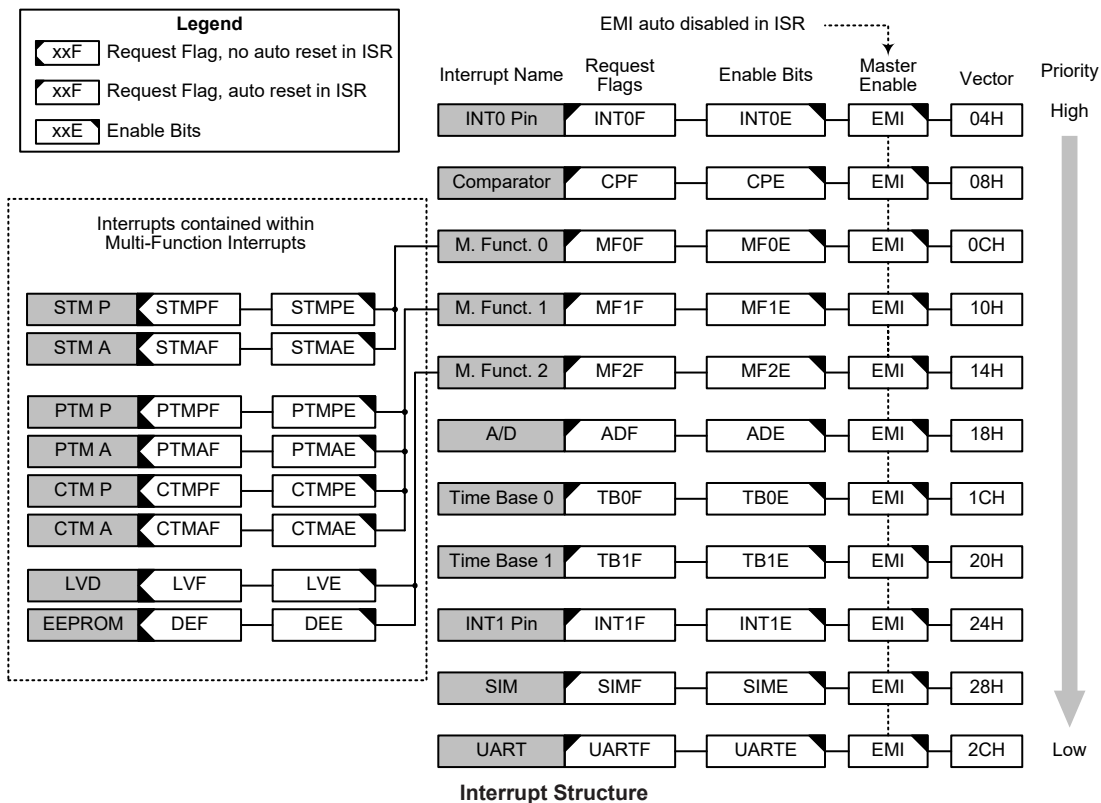 Legend
xxF Request Flag, no auto reset in ISR
xxF Request Flag, auto reset in ISR
xxE Enable Bits
EMI auto disabled in ISR
Interrupt Name Request Flags Enable Bits Master Enable Vector Priority
High
INT0 Pin INT0F INT0E EMI 04H
Comparator CPF CPE EMI 08H
M. Funct. 0 MF0F MF0E EMI 0CH
M. Funct. 1 MF1F MF1E EMI 10H
M. Funct. 2 MF2F MF2E EMI 14H
A/D ADF ADE EMI 18H
Time Base 0 TB0F TB0E EMI 1CH
Time Base 1 TB1F TB1E EMI 20H
INT1 Pin INT1F INT1E EMI 24H
SIM SIMF SIME EMI 28H
UART UARTF UARTE EMI 2CH
Low
Interrupts contained within
Multi-Function Interrupts
STM P STMPF STMPE
STM A STMAF STMAE
PTM P PTMPF PTMPE
PTM A PTMAF PTMAE
CTM P CTMPF CTMPE
CTM A CTMAF CTMAE
LVD LVF LVE
EEPROM DEF DEE
Interrupt Structure